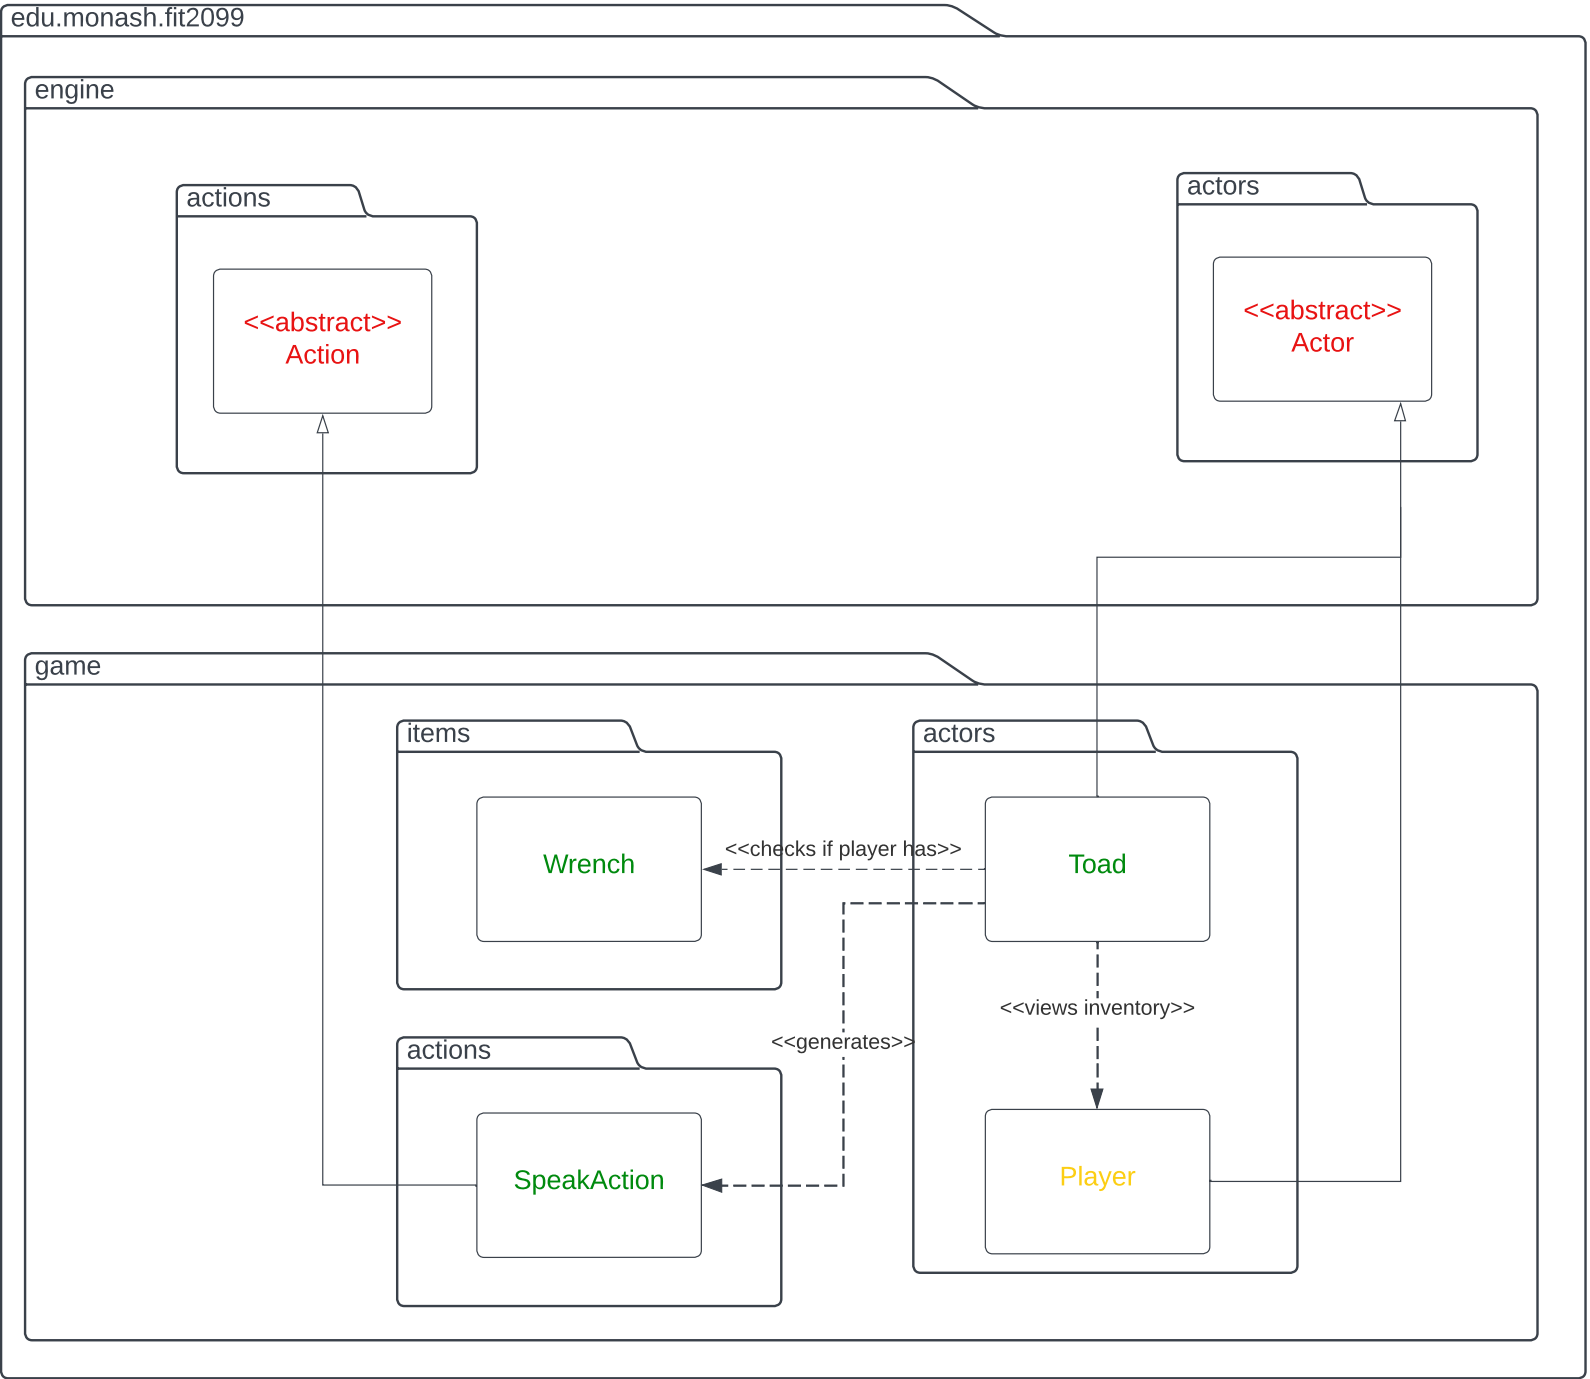 edu.monash.fit2099
engine
actions
actors
<<abstract>>
Action
<<abstract>>
Actor
game
items
actors
Wrench
<<checks if player has>>
Toad
<<views inventory>>
<<generates>>
actions
SpeakAction
Player